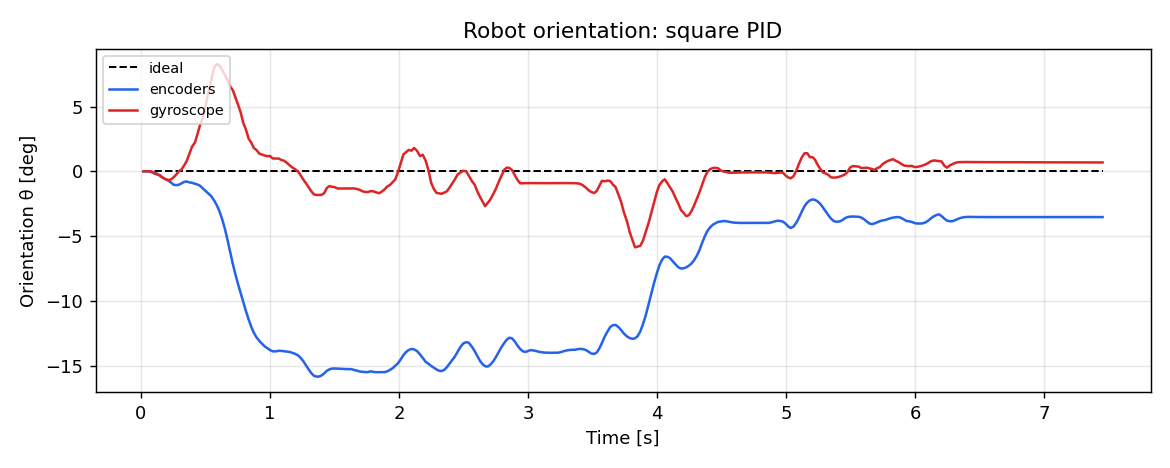 Robot orientation: square PID
ideal
encoders
gyroscope
Orientation θ [deg]
5
0
−5
−10
−15
0 1 2 3 4 5 6 7
Time [s]